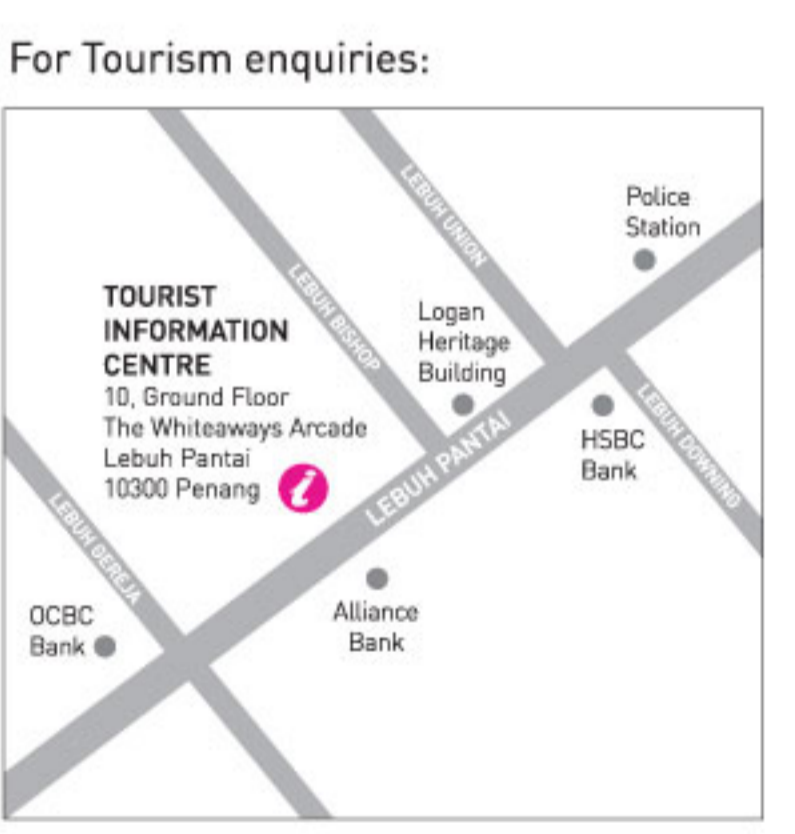 For Tourism enquiries:
LEBUH UNION
Police
Station
LEBUH BISHOP
TOURIST
INFORMATION
CENTRE
10, Ground Floor
The Whiteaways Arcade
Lebuh Pantai
10300 Penang
i
Logan
Heritage
Building
LEBUH PANTAI
HSBC
Bank
LEBUH DOWNING
LEBUH GEREJA
OCBC
Bank
Alliance
Bank